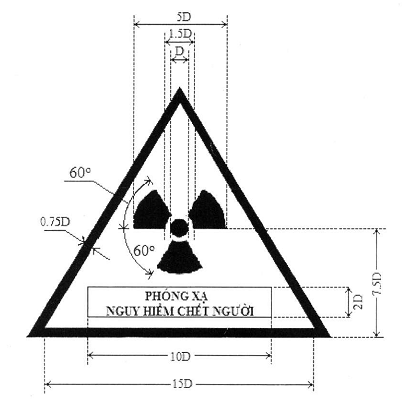 5D
1.5D
D
60°
0.75D
60°
PHÓNG XẠ
NGUY HIỂM CHẾT NGƯỜI
2D
7.5D
10D
15D